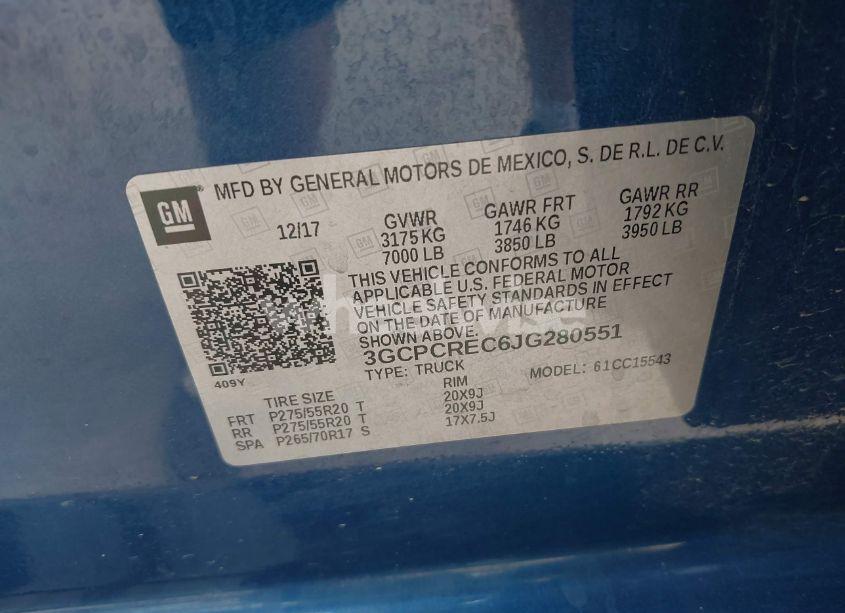 GM
MFD BY GENERAL MOTORS DE MEXICO, S. DE R.L. DE C.V.
12/17 GVWR GAWR FRT GAWR RR
3175 KG 1746 KG 1792 KG
7000 LB 3850 LB 3950 LB
THIS VEHICLE CONFORMS TO ALL
APPLICABLE U.S. FEDERAL MOTOR
VEHICLE SAFETY STANDARDS IN EFFECT
ON THE DATE OF MANUFACTURE
SHOWN ABOVE.
3GCPCREC6JG280551
TYPE: TRUCK MODEL: 61CC15543
409Y
TIRE SIZE RIM
FRT P275/55R20 T 20X9J
RR P275/55R20 T 20X9J
SPA P265/70R17 S 17X7.5J